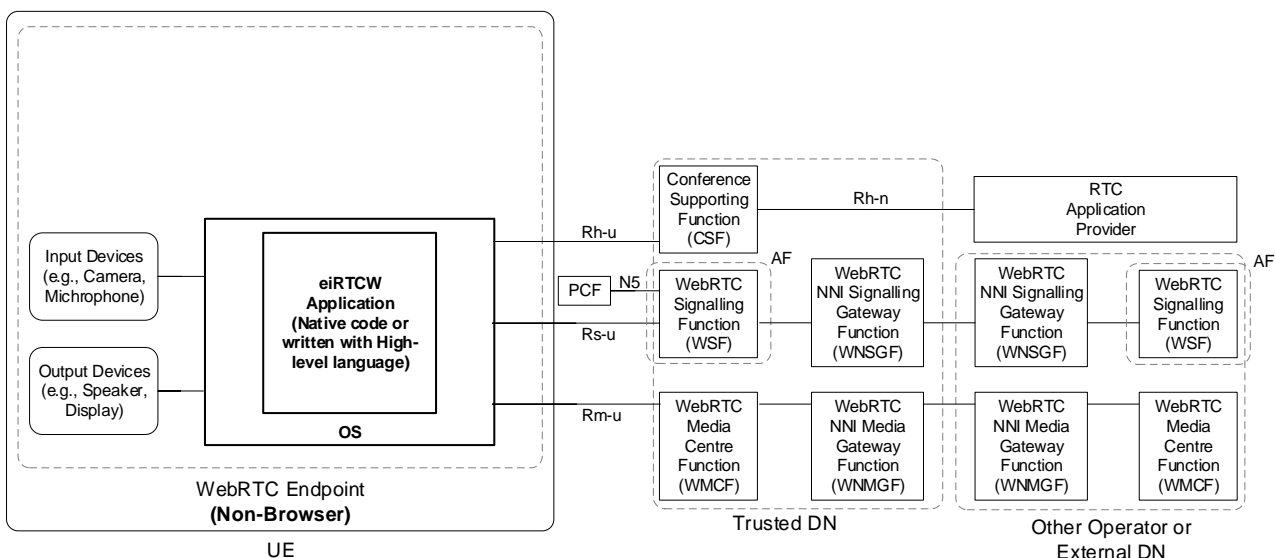 Input Devices
(e.g., Camera,
Michrophone)
Output Devices
(e.g., Speaker,
Display)
eiRTCW
Application
(Native code or
written with High-
level language)
OS
WebRTC Endpoint
(Non-Browser)
UE
Rh-u
PCF
N5
Rs-u
Rm-u
Conference
Supporting
Function
(CSF)
Rh-n
RTC
Application
Provider
AF
WebRTC
Signalling
Function
(WSF)
WebRTC
NNI Signalling
Gateway
Function
(WNSGF)
WebRTC
NNI Signalling
Gateway
Function
(WNSGF)
AF
WebRTC
Signalling
Function
(WSF)
WebRTC
Media
Centre
Function
(WMCF)
WebRTC
NNI Media
Gateway
Function
(WNMGF)
WebRTC
NNI Media
Gateway
Function
(WNMGF)
WebRTC
Media
Centre
Function
(WMCF)
Trusted DN
Other Operator or
External DN